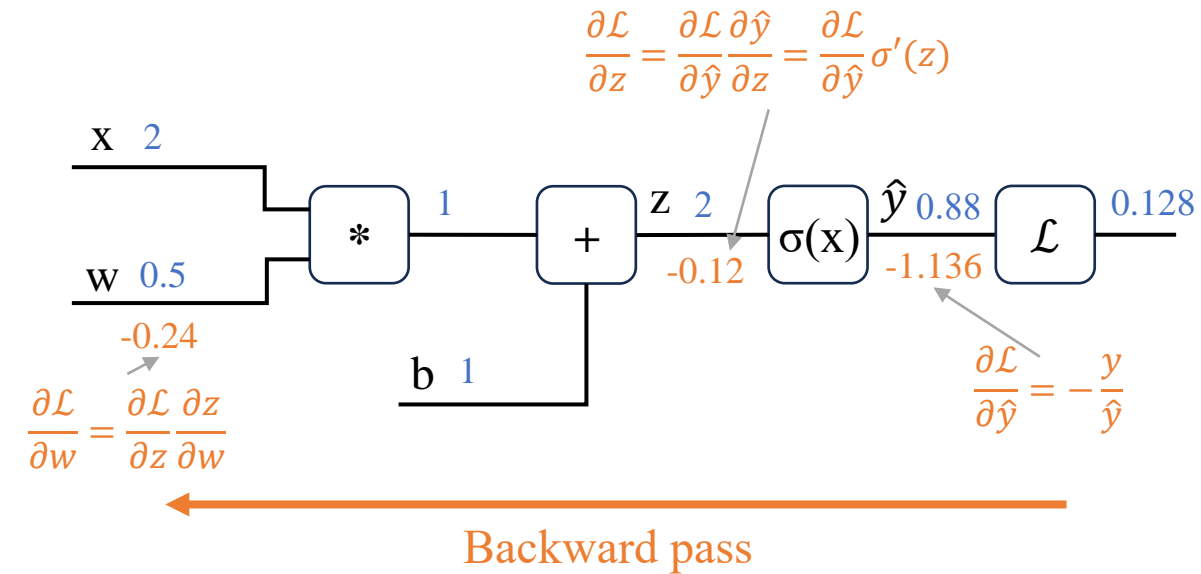 ∂ℒ/∂z = ∂ℒ/∂ŷ ∂ŷ/∂z = ∂ℒ/∂ŷ σ′(z)
x 2
* 1 + z 2 σ(x) ŷ 0.88 ℒ 0.128
-0.12 -1.136
w 0.5
-0.24
b 1
∂ℒ/∂w = ∂ℒ/∂z ∂z/∂w
∂ℒ/∂ŷ = − y/ŷ
Backward pass